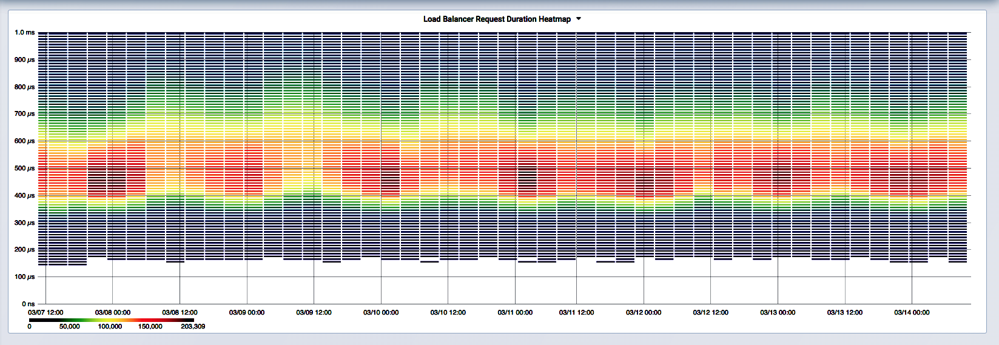 Load Balancer Request Duration Heatmap
1.0 ms
900 µs
800 µs
700 µs
600 µs
500 µs
400 µs
300 µs
200 µs
100 µs
0 ns
03/07 12:00 03/08 00:00 03/08 12:00 03/09 00:00 03/09 12:00 03/10 00:00 03/10 12:00 03/11 00:00 03/11 12:00 03/12 00:00 03/12 12:00 03/13 00:00 03/13 12:00 03/14 00:00
0 50,000 100,000 150,000 203,309